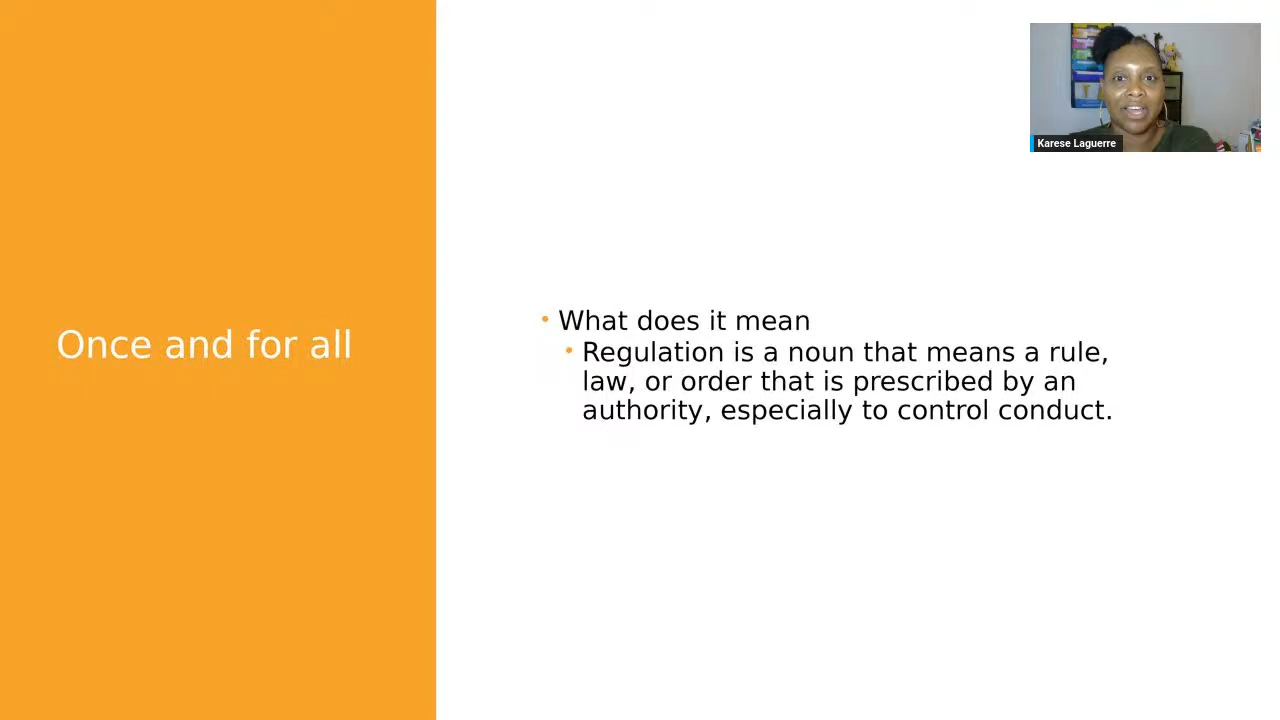 Once and for all
What does it mean
Regulation is a noun that means a rule,
law, or order that is prescribed by an
authority, especially to control conduct.
Karese Laguerre